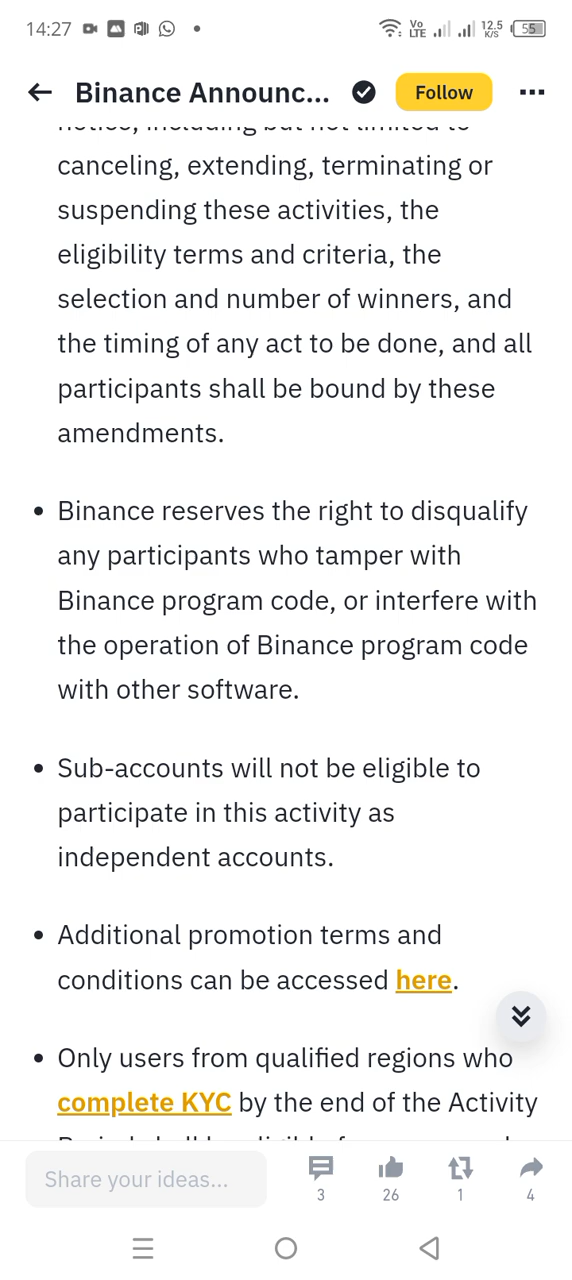 14:27
Vo
LTE
12.5
K/S
55
Binance Announc...
Follow
notice, including but not limited to
canceling, extending, terminating or
suspending these activities, the
eligibility terms and criteria, the
selection and number of winners, and
the timing of any act to be done, and all
participants shall be bound by these
amendments.
• Binance reserves the right to disqualify
any participants who tamper with
Binance program code, or interfere with
the operation of Binance program code
with other software.
• Sub-accounts will not be eligible to
participate in this activity as
independent accounts.
• Additional promotion terms and
conditions can be accessed here.
• Only users from qualified regions who
complete KYC by the end of the Activity
Share your ideas...
3
26
1
4